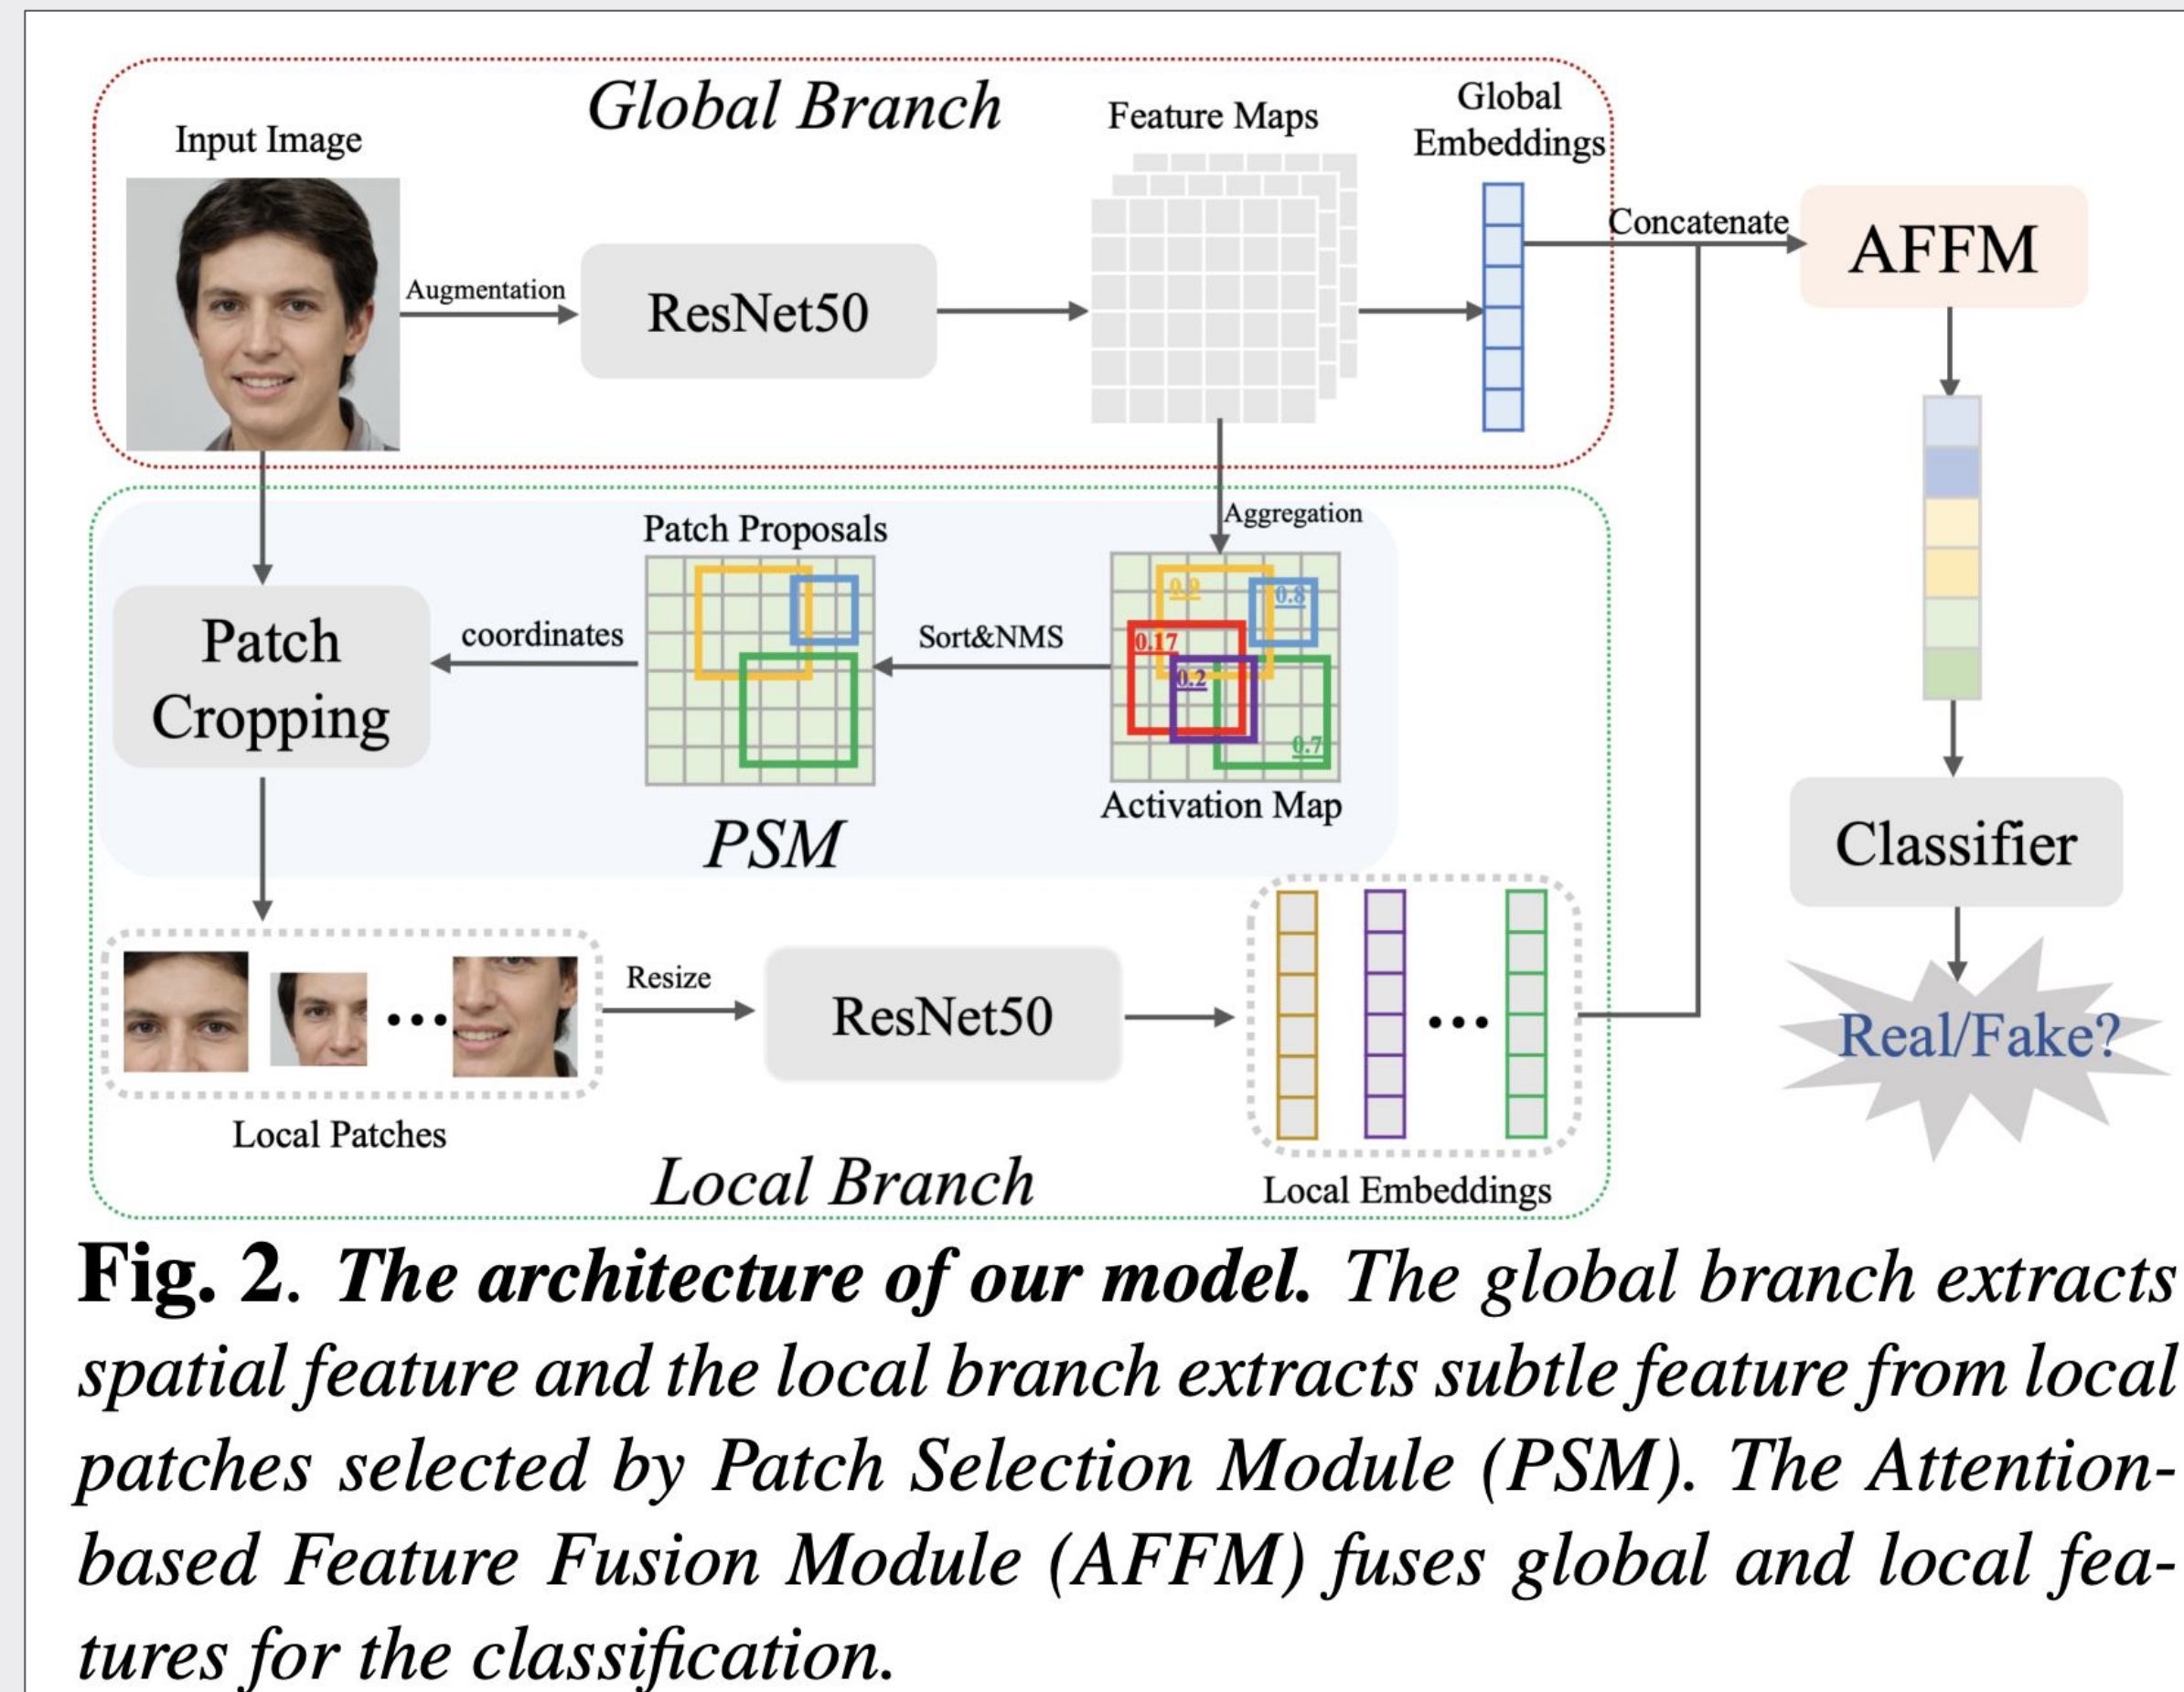 Global Branch
Input Image
Feature Maps
Global
Embeddings
Augmentation
ResNet50
Concatenate
AFFM
Aggregation
Patch Proposals
0.9
0.8
0.17
0.2
0.7
Activation Map
Sort&NMS
coordinates
Patch
Cropping
PSM
Classifier
Real/Fake?
Local Patches
Resize
ResNet50
Local Embeddings
Local Branch
Fig. 2. The architecture of our model. The global branch extracts
spatial feature and the local branch extracts subtle feature from local
patches selected by Patch Selection Module (PSM). The Attention-
based Feature Fusion Module (AFFM) fuses global and local fea-
tures for the classification.